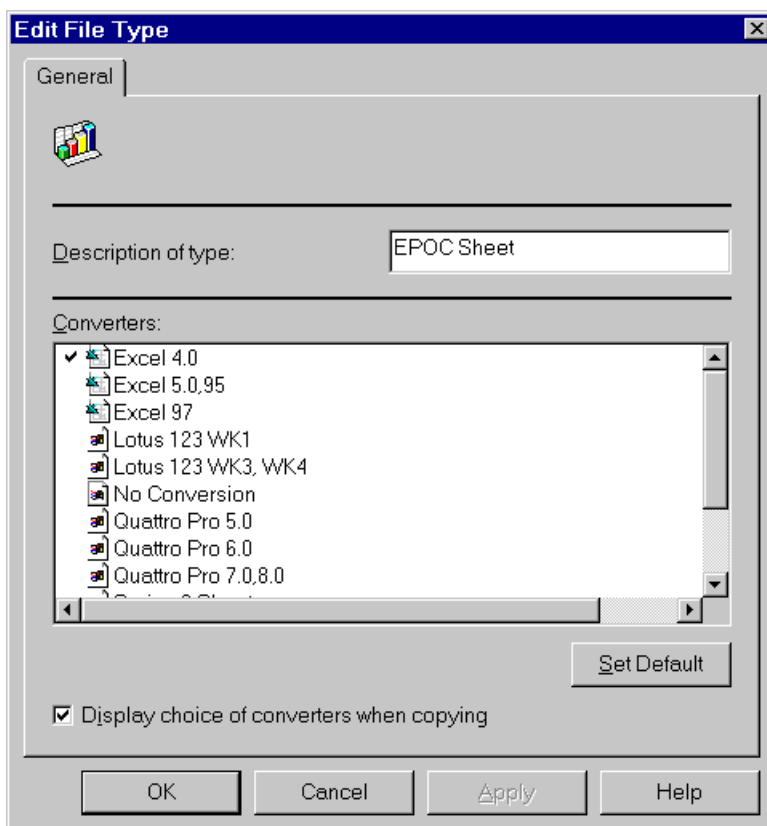 Edit File Type
General
Description of type:
EPOC Sheet
Converters:
Excel 4.0
Excel 5.0,95
Excel 97
Lotus 123 WK1
Lotus 123 WK3, WK4
No Conversion
Quattro Pro 5.0
Quattro Pro 6.0
Quattro Pro 7.0,8.0
Set Default
Display choice of converters when copying
OK Cancel Apply Help